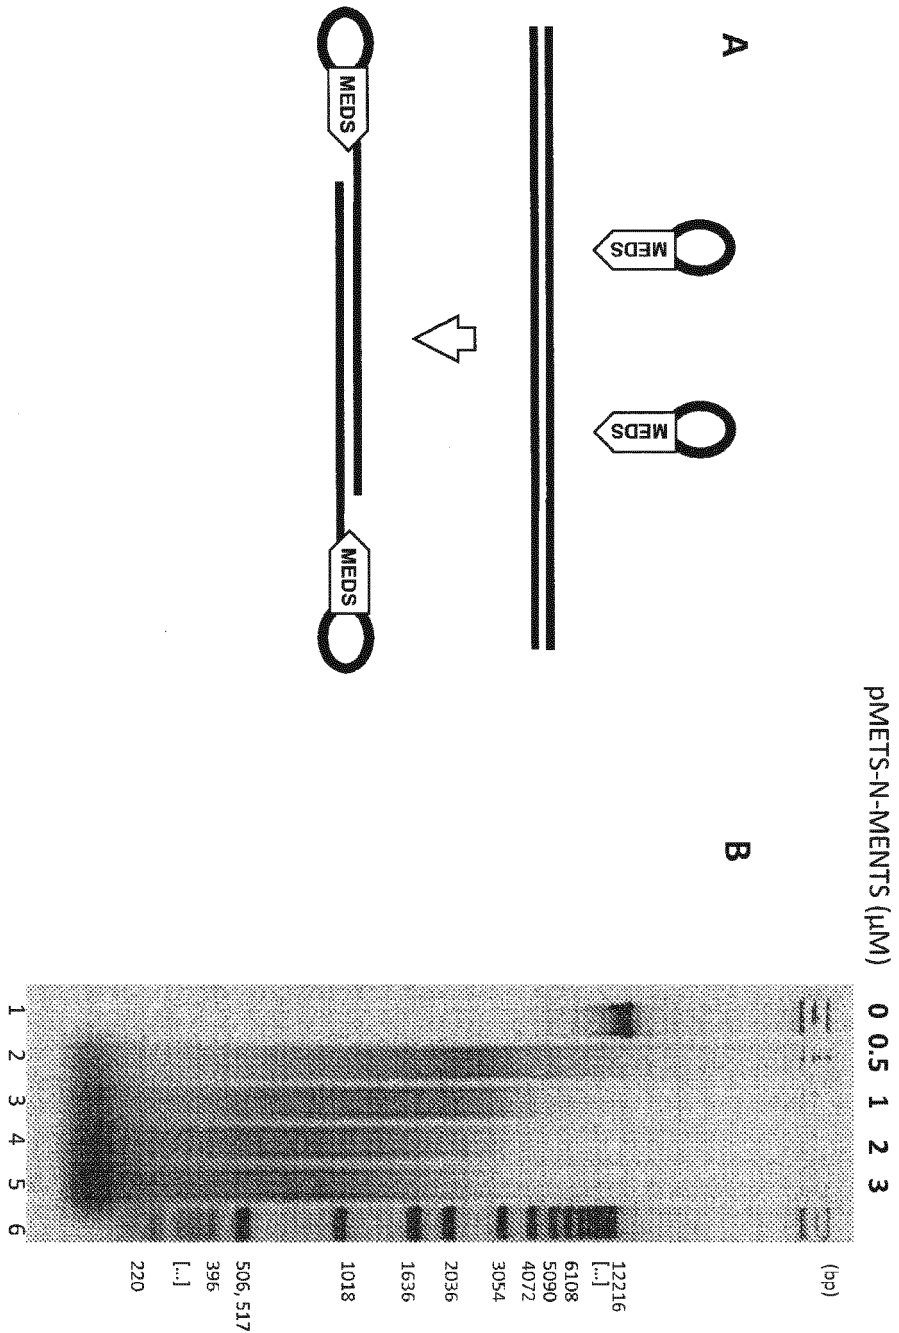 A
MEDS
MEDS
MEDS
MEDS
B
pMETS-N-MENTS (µM)
0 0.5 1 2 3
(bp)
12216
[...]
6108
5090
4072
3054
2036
1636
1018
506, 517
396
[...]
220
1 2 3 4 5 6